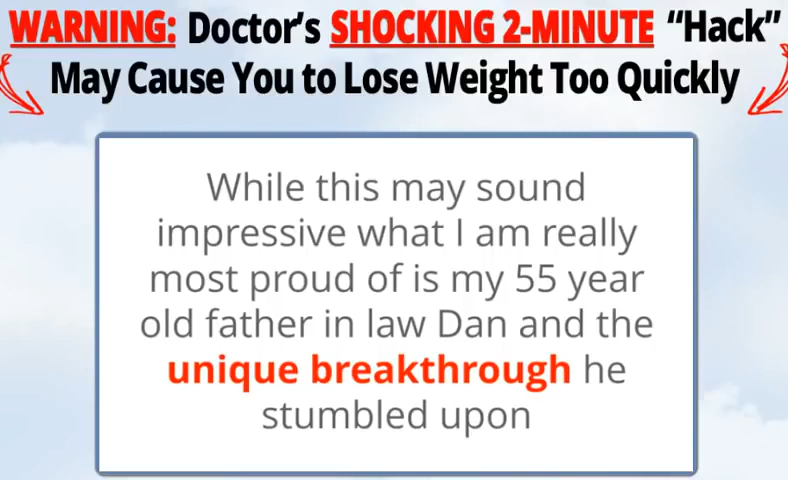 WARNING: Doctor's SHOCKING 2-MINUTE “Hack”
May Cause You to Lose Weight Too Quickly
While this may sound
impressive what I am really
most proud of is my 55 year
old father in law Dan and the
unique breakthrough he
stumbled upon